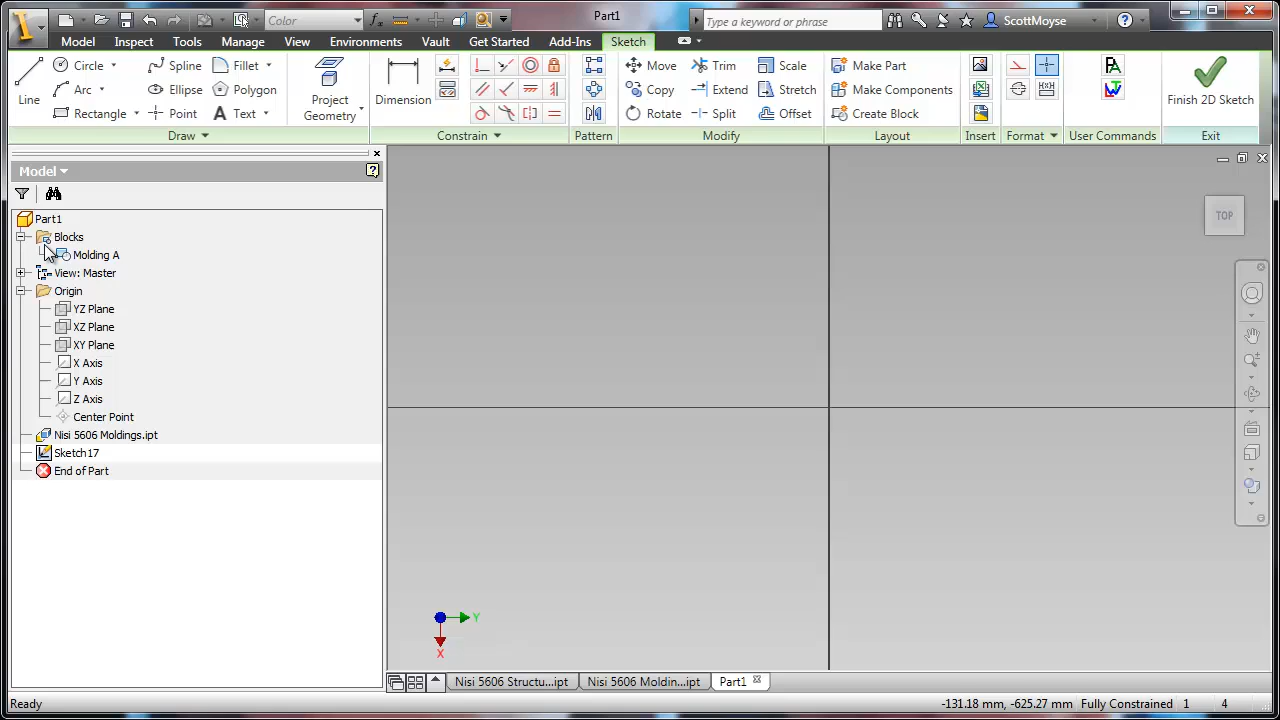 Color
Part1
Type a keyword or phrase
ScottMoyse
Model Inspect Tools Manage View Environments Vault Get Started Add-Ins Sketch
Line
Circle
Arc
Rectangle
Spline
Ellipse
Point
Fillet
Polygon
Text
Project Geometry
Dimension
Move
Copy
Rotate
Trim
Extend
Split
Scale
Stretch
Offset
Make Part
Make Components
Create Block
Finish 2D Sketch
Draw
Constrain
Pattern
Modify
Layout
Insert
Format
User Commands
Exit
Model
Part1
Blocks
Molding A
View: Master
Origin
YZ Plane
XZ Plane
XY Plane
X Axis
Y Axis
Z Axis
Center Point
Nisi 5606 Moldings.ipt
Sketch17
End of Part
TOP
Y
X
Nisi 5606 Structu...ipt
Nisi 5606 Moldin...ipt
Part1
Ready
-131.18 mm, -625.27 mm
Fully Constrained
1
4